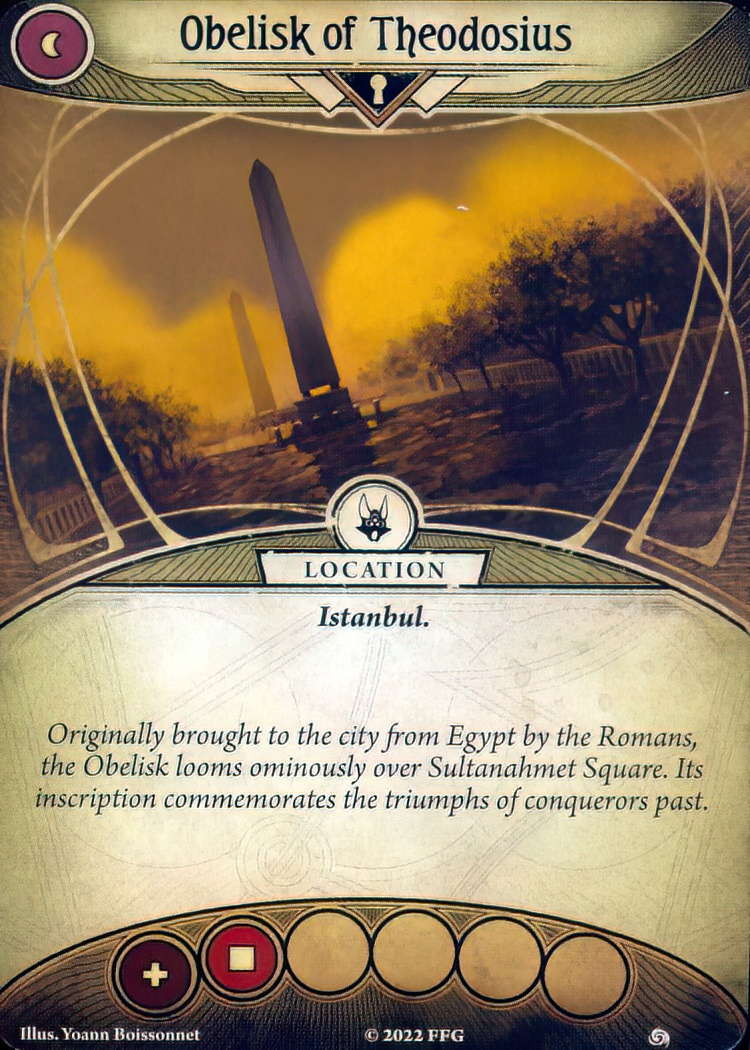 Obelisk of Theodosius
LOCATION
Istanbul.
Originally brought to the city from Egypt by the Romans,
the Obelisk looms ominously over Sultanahmet Square. Its
inscription commemorates the triumphs of conquerors past.
Illus. Yoann Boissonnet
© 2022 FFG